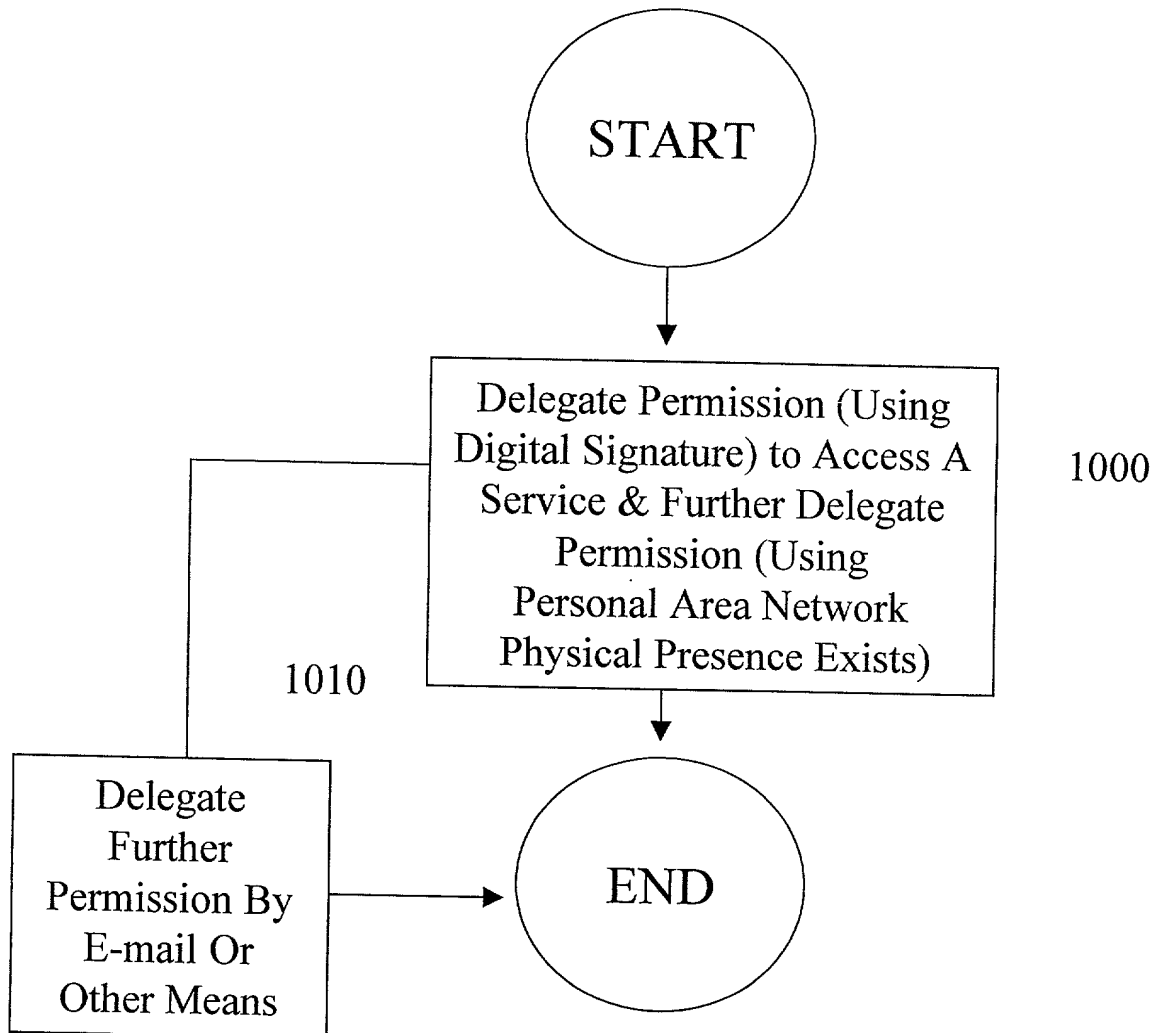 START
Delegate Permission (Using
Digital Signature) to Access A
Service & Further Delegate
Permission (Using
Personal Area Network
Physical Presence Exists)
1000
1010
Delegate
Further
Permission By
E-mail Or
Other Means
END